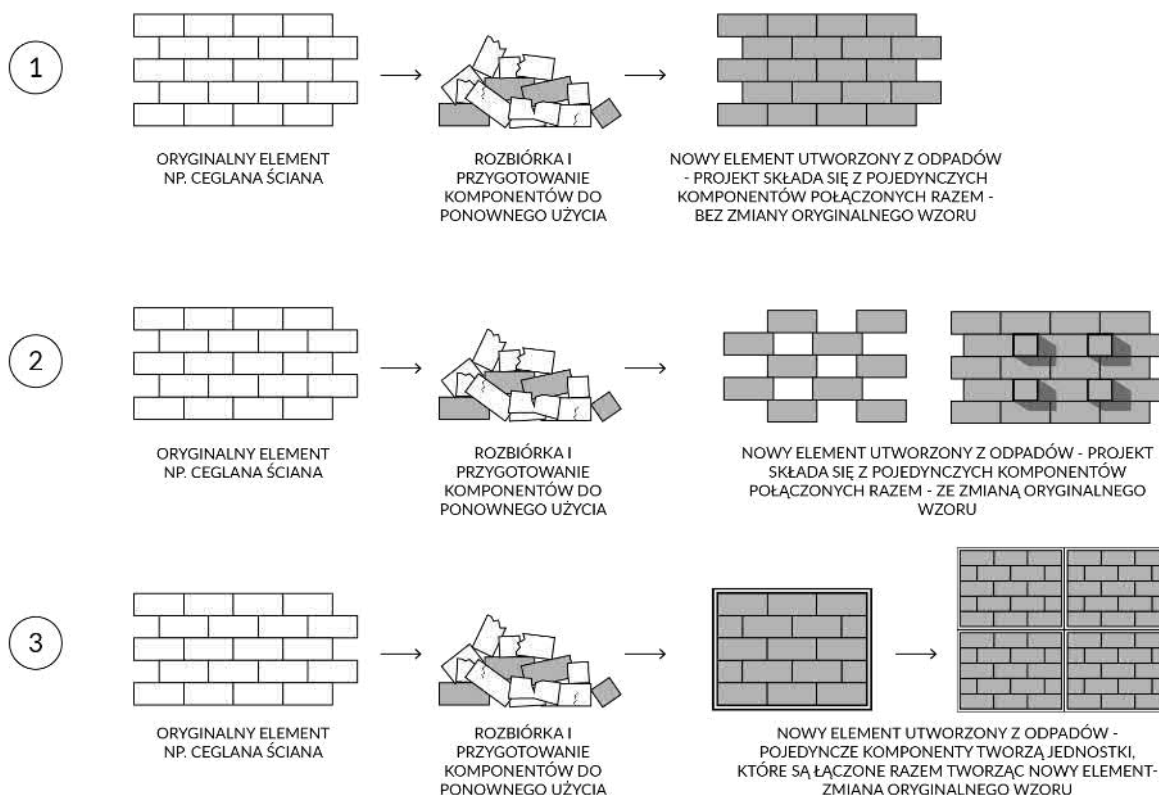 1
ORYGINALNY ELEMENT
NP. CEGLANA ŚCIANA
ROZBIÓRKA I
PRZYGOTOWANIE
KOMPONENTÓW DO
PONOWNEGO UŻYCIA
NOWY ELEMENT UTWORZONY Z ODPADÓW
- PROJEKT SKŁADA SIĘ Z POJEDYNCZYCH
KOMPONENTÓW POŁĄCZONYCH RAZEM -
BEZ ZMIANY ORYGINALNEGO WZORU
2
ORYGINALNY ELEMENT
NP. CEGLANA ŚCIANA
ROZBIÓRKA I
PRZYGOTOWANIE
KOMPONENTÓW DO
PONOWNEGO UŻYCIA
NOWY ELEMENT UTWORZONY Z ODPADÓW - PROJEKT
SKŁADA SIĘ Z POJEDYNCZYCH KOMPONENTÓW
POŁĄCZONYCH RAZEM - ZE ZMIANĄ ORYGINALNEGO
WZORU
3
ORYGINALNY ELEMENT
NP. CEGLANA ŚCIANA
ROZBIÓRKA I
PRZYGOTOWANIE
KOMPONENTÓW DO
PONOWNEGO UŻYCIA
NOWY ELEMENT UTWORZONY Z ODPADÓW -
POJEDYNCZE KOMPONENTY TWORZĄ JEDNOSTKI,
KTÓRE SĄ ŁĄCZONE RAZEM TWORZĄC NOWY ELEMENT-
ZMIANA ORYGINALNEGO WZORU